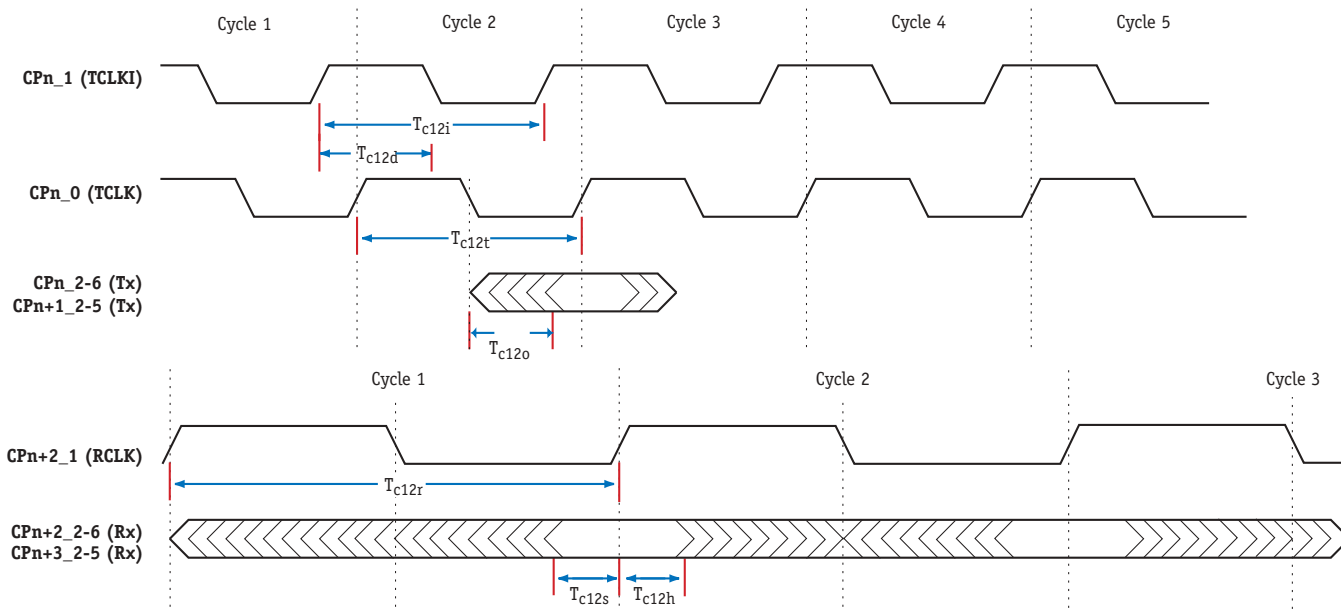 Cycle 1 Cycle 2 Cycle 3 Cycle 4 Cycle 5
CPn_1 (TCLKI)
Tc12i
Tc12d
CPn_0 (TCLK)
Tc12t
CPn_2-6 (Tx)
CPn+1_2-5 (Tx)
Tc12o
Cycle 1 Cycle 2 Cycle 3
CPn+2_1 (RCLK)
Tc12r
CPn+2_2-6 (Rx)
CPn+3_2-5 (Rx)
Tc12s Tc12h